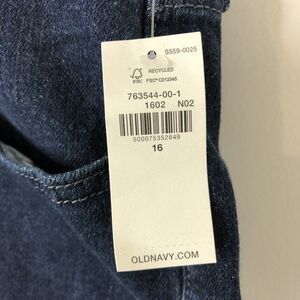 S559-0025
FSC
RECYCLED
FSC® C012345
763544-00-1
1602 N02
500075352849
16
OLDNAVY.COM